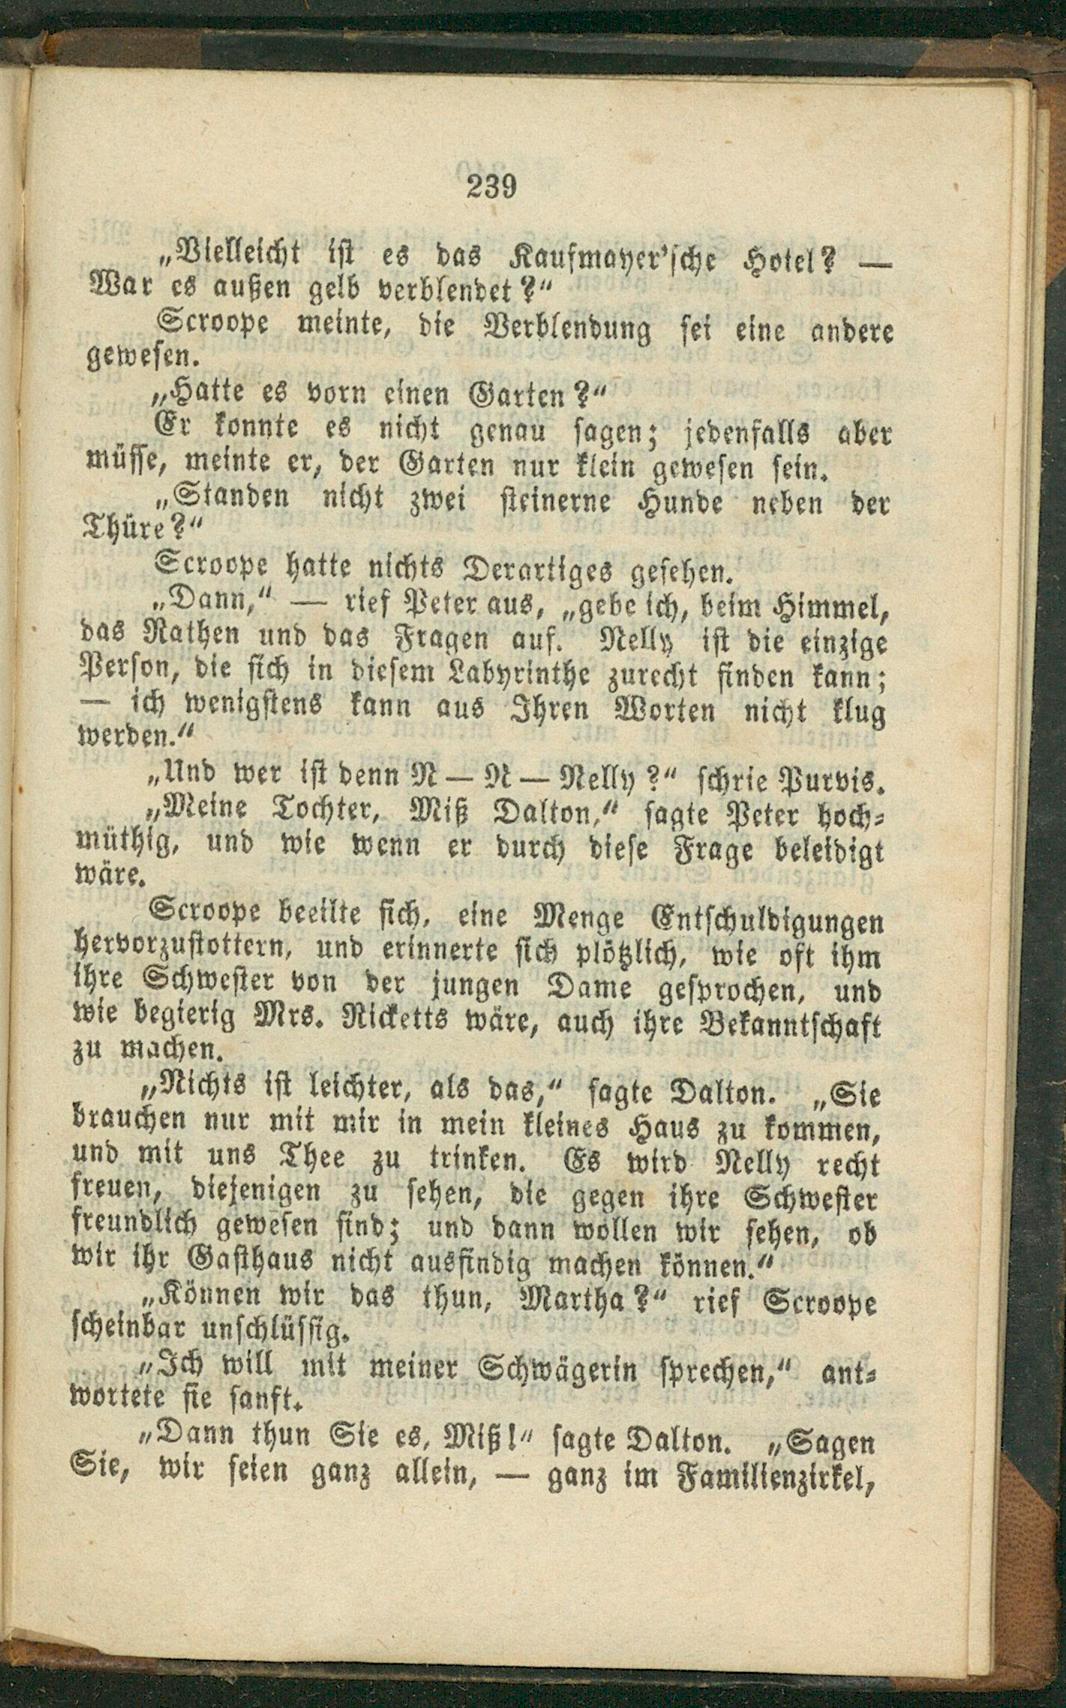 239
„Vielleicht ist es das Kaufmayer'sche Hotel? —
War es außen gelb verblendet?“
Scroope meinte, die Verblendung sei eine andere
gewesen.
„Hatte es vorn einen Garten?“
Er konnte es nicht genau sagen; jedenfalls aber
müsse, meinte er, der Garten nur klein gewesen sein.
„Standen nicht zwei steinerne Hunde neben der
Thüre?“
Scroope hatte nichts Derartiges gesehen.
„Dann,“ — rief Peter aus, „gebe ich, beim Himmel,
das Rathen und das Fragen auf. Nelly ist die einzige
Person, die sich in diesem Labyrinthe zurecht finden kann;
— ich wenigstens kann aus Ihren Worten nicht klug
werden.“
„Und wer ist denn N — N — Nelly?“ schrie Purvis.
„Meine Tochter, Miß Dalton,“ sagte Peter hoch-
müthig, und wie wenn er durch diese Frage beleidigt
wäre.
Scroope beeilte sich, eine Menge Entschuldigungen
hervorzustottern, und erinnerte sich plötzlich, wie oft ihm
ihre Schwester von der jungen Dame gesprochen, und
wie begierig Mrs. Ricketts wäre, auch ihre Bekanntschaft
zu machen.
„Nichts ist leichter, als das,“ sagte Dalton. „Sie
brauchen nur mit mir in mein kleines Haus zu kommen,
und mit uns Thee zu trinken. Es wird Nelly recht
freuen, diejenigen zu sehen, die gegen ihre Schwester
freundlich gewesen sind; und dann wollen wir sehen, ob
wir ihr Gasthaus nicht ausfindig machen können.“
„Können wir das thun, Martha?“ rief Scroope
scheinbar unschlüssig.
„Ich will mit meiner Schwägerin sprechen,“ ant-
wortete sie sanft.
„Dann thun Sie es, Miß!“ sagte Dalton. „Sagen
Sie, wir seien ganz allein, — ganz im Familienzirkel,